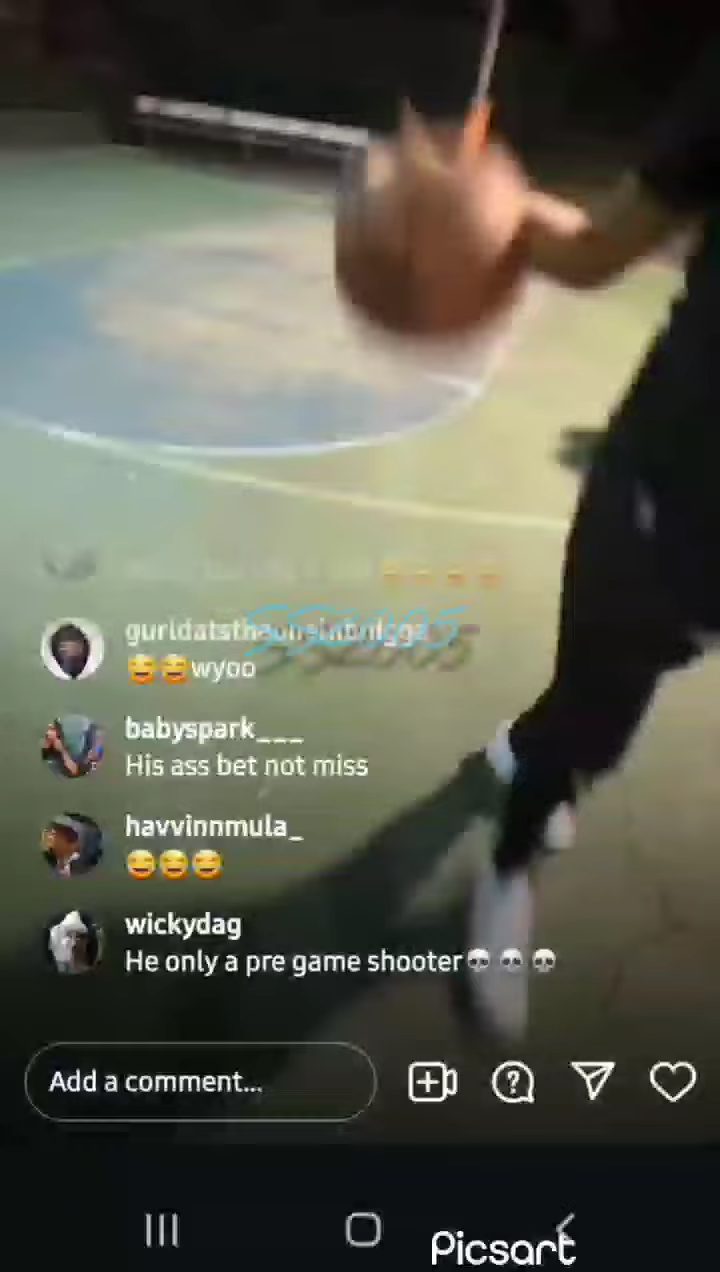 😅😅wyoo
babyspark___
His ass bet not miss
havvinnmula_
😅😅😅
wickydag
He only a pre game shooter💀💀💀
Add a comment...
Picsart